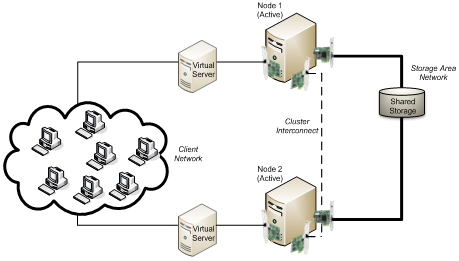 Node 1
(Active)
Virtual
Server
Storage Area
Network
Shared
Storage
Cluster
Interconnect
Client
Network
Node 2
(Active)
Virtual
Server